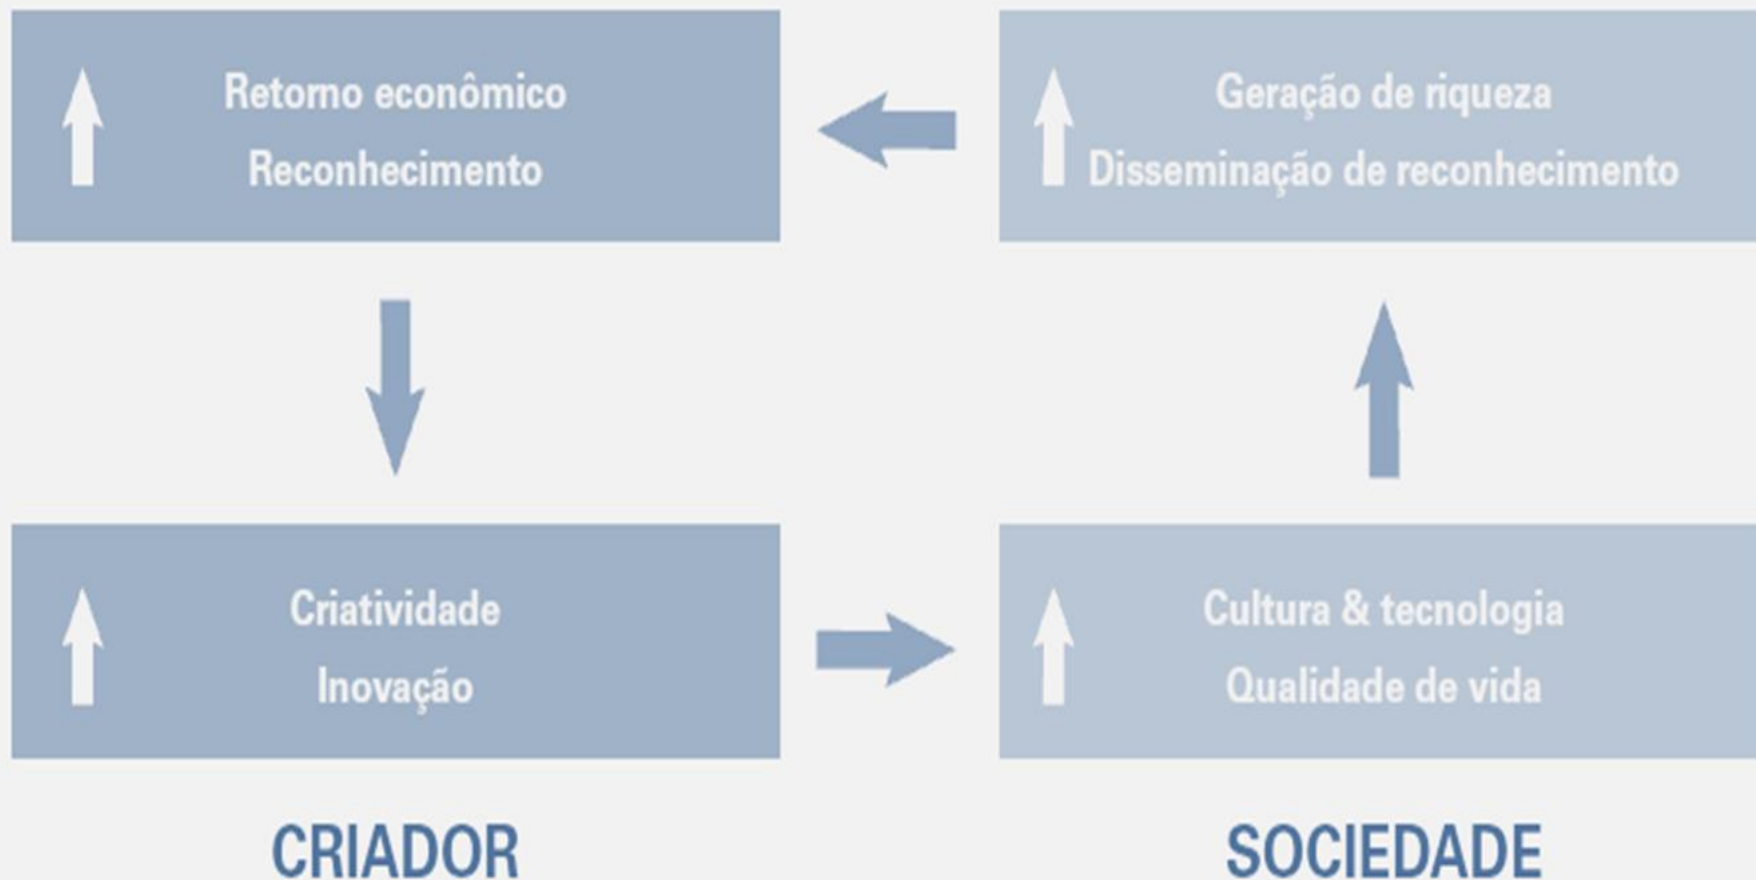 Retorno econômico
Reconhecimento
Geração de riqueza
Disseminação de reconhecimento
Criatividade
Inovação
Cultura & tecnologia
Qualidade de vida
CRIADOR
SOCIEDADE